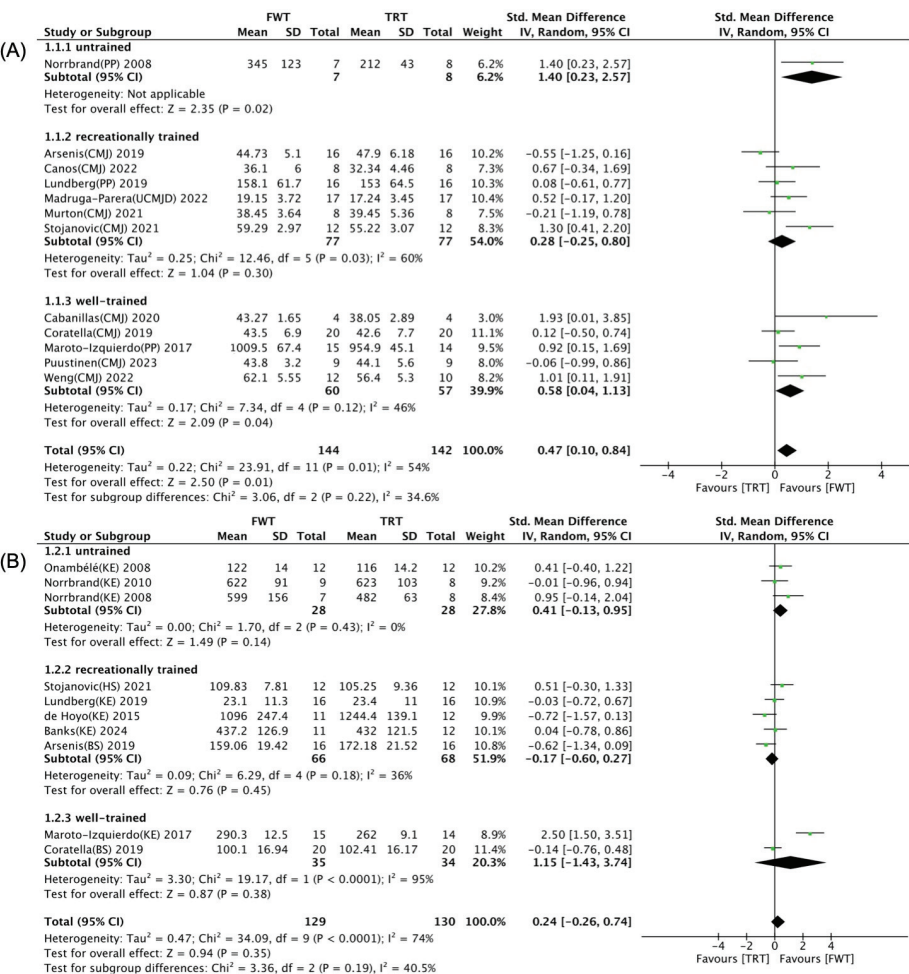 FWT TRT Std. Mean Difference Std. Mean Difference
(A) Study or Subgroup Mean SD Total Mean SD Total Weight IV, Random, 95% CI IV, Random, 95% CI
1.1.1 untrained
Norrbrand(PP) 2008 345 123 7 212 43 8 6.2% 1.40 [0.23, 2.57]
Subtotal (95% CI) 7 8 6.2% 1.40 [0.23, 2.57]
Heterogeneity: Not applicable
Test for overall effect: Z = 2.35 (P = 0.02)
1.1.2 recreationally trained
Arsenis(CMJ) 2019 44.73 5.1 16 47.9 6.18 16 10.2% −0.55 [−1.25, 0.16]
Canos(CMJ) 2022 36.1 6 8 32.34 4.46 8 7.3% 0.67 [−0.34, 1.69]
Lundberg(PP) 2019 158.1 61.7 16 153 64.5 16 10.3% 0.08 [−0.61, 0.77]
Madruga-Parera(UCMJD) 2022 19.15 3.72 17 17.24 3.45 17 10.4% 0.52 [−0.17, 1.20]
Murton(CMJ) 2021 38.45 3.64 8 39.45 5.36 8 7.5% −0.21 [−1.19, 0.78]
Stojanovic(CMJ) 2021 59.29 2.97 12 55.22 3.07 12 8.3% 1.30 [0.41, 2.20]
Subtotal (95% CI) 77 77 54.0% 0.28 [−0.25, 0.80]
Heterogeneity: Tau² = 0.25; Chi² = 12.46, df = 5 (P = 0.03); I² = 60%
Test for overall effect: Z = 1.04 (P = 0.30)
1.1.3 well-trained
Cabanillas(CMJ) 2020 43.27 1.65 4 38.05 2.89 4 3.0% 1.93 [0.01, 3.85]
Coratella(CMJ) 2019 43.5 6.9 20 42.6 7.7 20 11.1% 0.12 [−0.50, 0.74]
Maroto-Izquierdo(PP) 2017 1009.5 67.4 15 954.9 45.1 14 9.5% 0.92 [0.15, 1.69]
Puustinen(CMJ) 2023 43.8 3.2 9 44.1 5.6 9 8.0% −0.06 [−0.99, 0.86]
Weng(CMJ) 2022 62.1 5.55 12 56.4 5.3 10 8.2% 1.01 [0.11, 1.91]
Subtotal (95% CI) 60 57 39.9% 0.58 [0.04, 1.13]
Heterogeneity: Tau² = 0.17; Chi² = 7.34, df = 4 (P = 0.12); I² = 46%
Test for overall effect: Z = 2.09 (P = 0.04)
Total (95% CI) 144 142 100.0% 0.47 [0.10, 0.84]
Heterogeneity: Tau² = 0.22; Chi² = 23.91, df = 11 (P = 0.01); I² = 54%
Test for overall effect: Z = 2.50 (P = 0.01)
Test for subgroup differences: Chi² = 3.06, df = 2 (P = 0.22), I² = 34.6%
−4 −2 0 2 4
Favours [TRT] Favours [FWT]
FWT TRT Std. Mean Difference Std. Mean Difference
(B) Study or Subgroup Mean SD Total Mean SD Total Weight IV, Random, 95% CI IV, Random, 95% CI
1.2.1 untrained
Onambélé(KE) 2008 122 14 12 116 14.2 12 10.2% 0.41 [−0.40, 1.22]
Norrbrand(KE) 2010 622 91 9 623 103 8 9.2% −0.01 [−0.96, 0.94]
Norrbrand(KE) 2008 599 156 7 482 63 8 8.4% 0.95 [−0.14, 2.04]
Subtotal (95% CI) 28 28 27.8% 0.41 [−0.13, 0.95]
Heterogeneity: Tau² = 0.00; Chi² = 1.70, df = 2 (P = 0.43); I² = 0%
Test for overall effect: Z = 1.49 (P = 0.14)
1.2.2 recreationally trained
Stojanovic(HS) 2021 109.83 7.81 12 105.25 9.36 12 10.1% 0.51 [−0.30, 1.33]
Lundberg(KE) 2019 23.1 11.3 16 23.4 11 16 10.9% −0.03 [−0.72, 0.67]
de Hoyo(KE) 2015 1096 247.4 11 1244.4 139.1 12 9.9% −0.72 [−1.57, 0.13]
Banks(KE) 2024 437.2 126.9 11 432 121.5 12 10.1% 0.04 [−0.78, 0.86]
Arsenis(BS) 2019 159.06 19.42 16 172.18 21.52 16 10.8% −0.62 [−1.34, 0.09]
Subtotal (95% CI) 66 68 51.9% −0.17 [−0.60, 0.27]
Heterogeneity: Tau² = 0.09; Chi² = 6.29, df = 4 (P = 0.18); I² = 36%
Test for overall effect: Z = 0.76 (P = 0.45)
1.2.3 well-trained
Maroto-Izquierdo(KE) 2017 290.3 12.5 15 262 9.1 14 8.9% 2.50 [1.50, 3.51]
Coratella(BS) 2019 100.1 16.94 20 102.41 16.17 20 11.4% −0.14 [−0.76, 0.48]
Subtotal (95% CI) 35 34 20.3% 1.15 [−1.43, 3.74]
Heterogeneity: Tau² = 3.30; Chi² = 19.17, df = 1 (P < 0.0001); I² = 95%
Test for overall effect: Z = 0.87 (P = 0.38)
Total (95% CI) 129 130 100.0% 0.24 [−0.26, 0.74]
Heterogeneity: Tau² = 0.47; Chi² = 34.09, df = 9 (P < 0.0001); I² = 74%
Test for overall effect: Z = 0.94 (P = 0.35)
Test for subgroup differences: Chi² = 3.36, df = 2 (P = 0.19), I² = 40.5%
−4 −2 0 2 4
Favours [TRT] Favours [FWT]